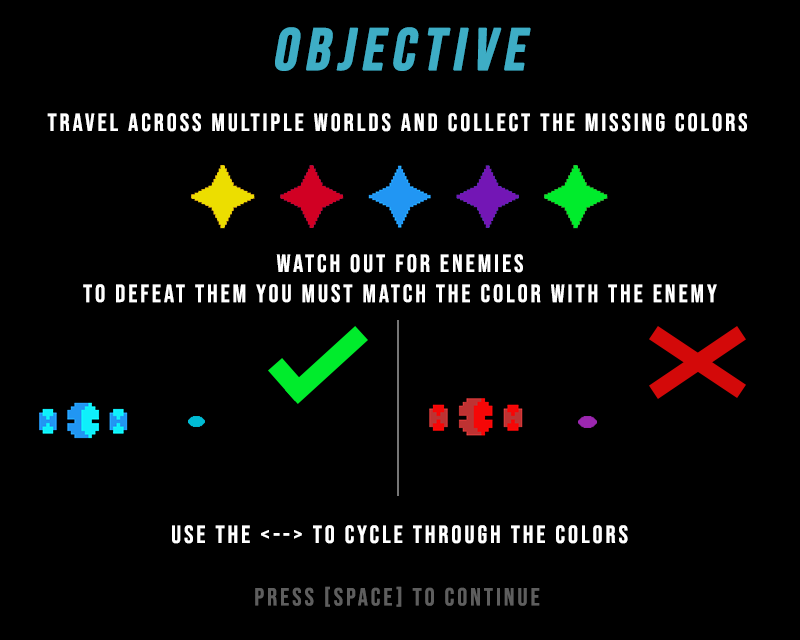 OBJECTIVE
TRAVEL ACROSS MULTIPLE WORLDS AND COLLECT THE MISSING COLORS
WATCH OUT FOR ENEMIES
TO DEFEAT THEM YOU MUST MATCH THE COLOR WITH THE ENEMY
USE THE <--> TO CYCLE THROUGH THE COLORS
PRESS [SPACE] TO CONTINUE